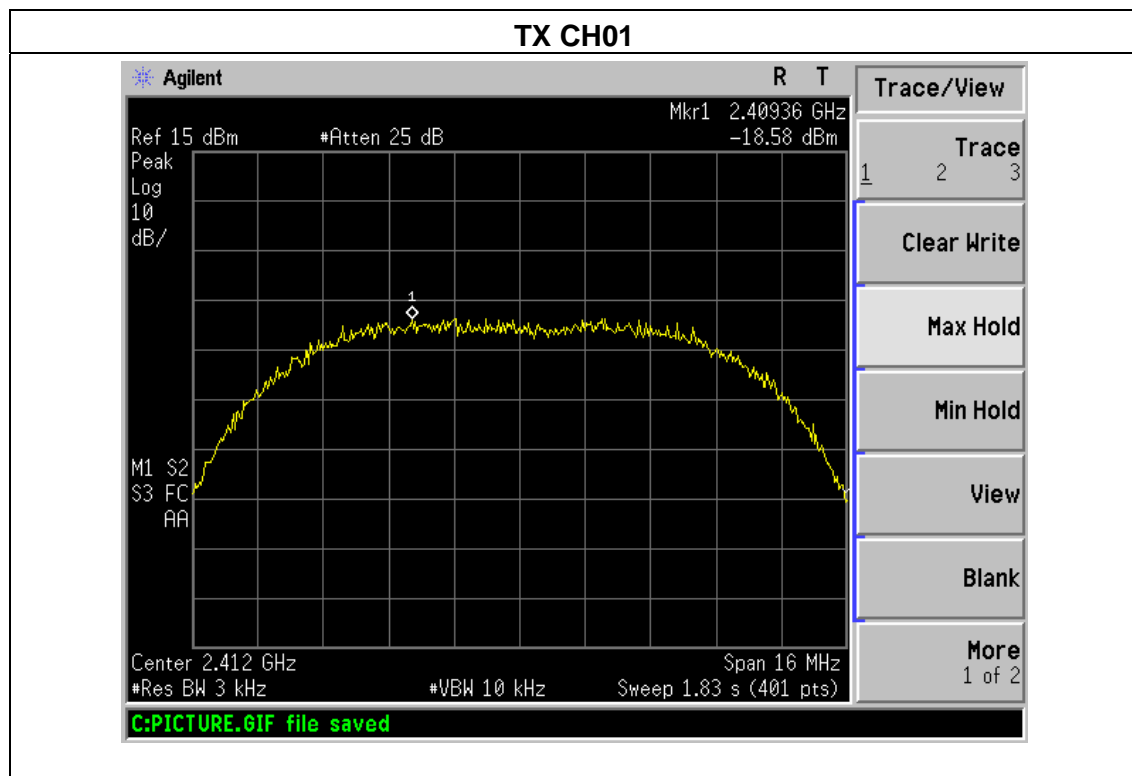 TX CH01
Agilent R T
Mkr1 2.40936 GHz
Ref 15 dBm #Atten 25 dB -18.58 dBm
Peak
Log
10
dB/
1
M1 S2
S3 FC
AA
Center 2.412 GHz Span 16 MHz
#Res BW 3 kHz #VBW 10 kHz Sweep 1.83 s (401 pts)
C:PICTURE.GIF file saved
Trace/View
Trace
1 2 3
Clear Write
Max Hold
Min Hold
View
Blank
More
1 of 2